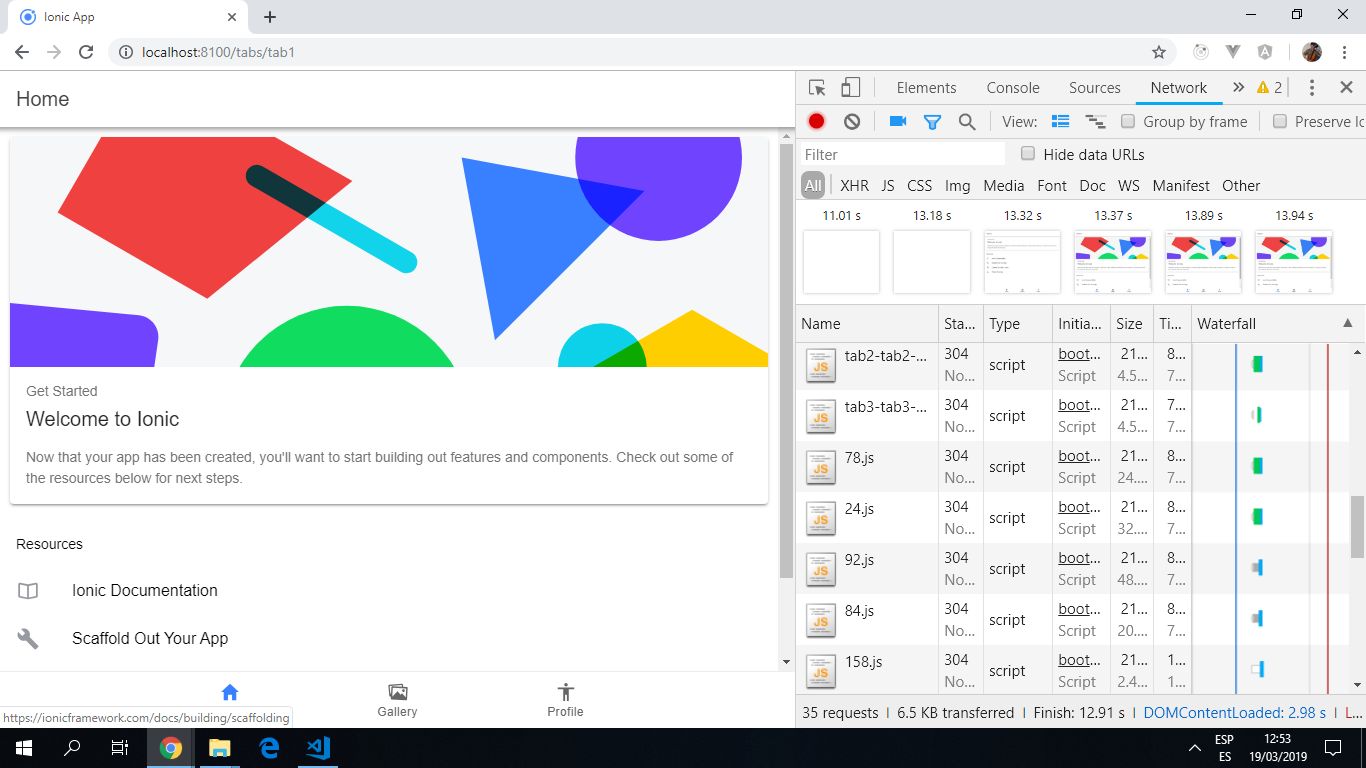 Ionic App
localhost:8100/tabs/tab1
Home
Get Started
Welcome to Ionic
Now that your app has been created, you'll want to start building out features and components. Check out some of
the resources below for next steps.
Resources
Ionic Documentation
Scaffold Out Your App
Gallery
Profile
https://ionicframework.com/docs/building/scaffolding
Elements Console Sources Network » 2
View: Group by frame Preserve lo
Filter Hide data URLs
All XHR JS CSS Img Media Font Doc WS Manifest Other
11.01 s 13.18 s 13.32 s 13.37 s 13.89 s 13.94 s
Name Sta... Type Initia... Size Ti... Waterfall
tab2-tab2-... 304 script boot... 21... 8...
No... Script 4.5... 7...
tab3-tab3-... 304 script boot... 21... 7...
No... Script 4.5... 7...
78.js 304 script boot... 21... 8...
No... Script 24.... 7...
24.js 304 script boot... 21... 8...
No... Script 32.... 7...
92.js 304 script boot... 21... 8...
No... Script 48.... 7...
84.js 304 script boot... 21... 8...
No... Script 20.... 7...
158.js 304 script boot... 21... 1...
No... Script 2.4... 1...
35 requests | 6.5 KB transferred | Finish: 12.91 s | DOMContentLoaded: 2.98 s | L...
ESP
ES
12:53
19/03/2019